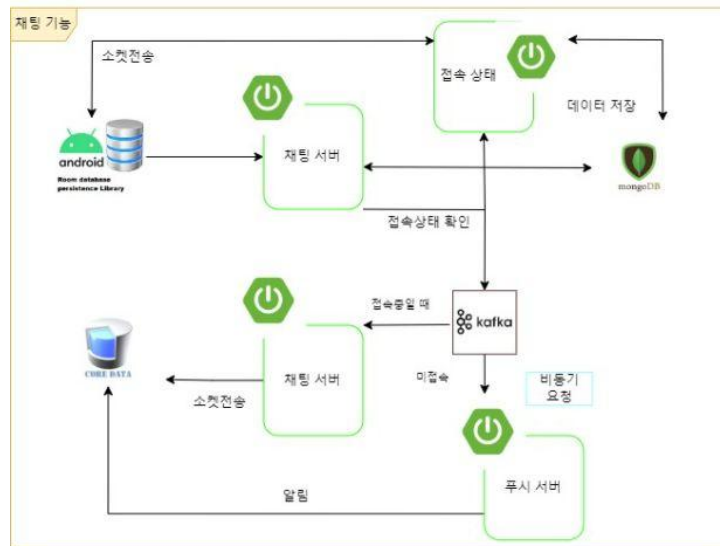 채팅 기능
소켓전송
접속 상태
데이터 저장
android
Room database
persistence Library
채팅 서버
mongoDB
접속상태 확인
접속중일 때
kafka
CORE DATA
채팅 서버
미접속
비동기
요청
소켓전송
알림
푸시 서버